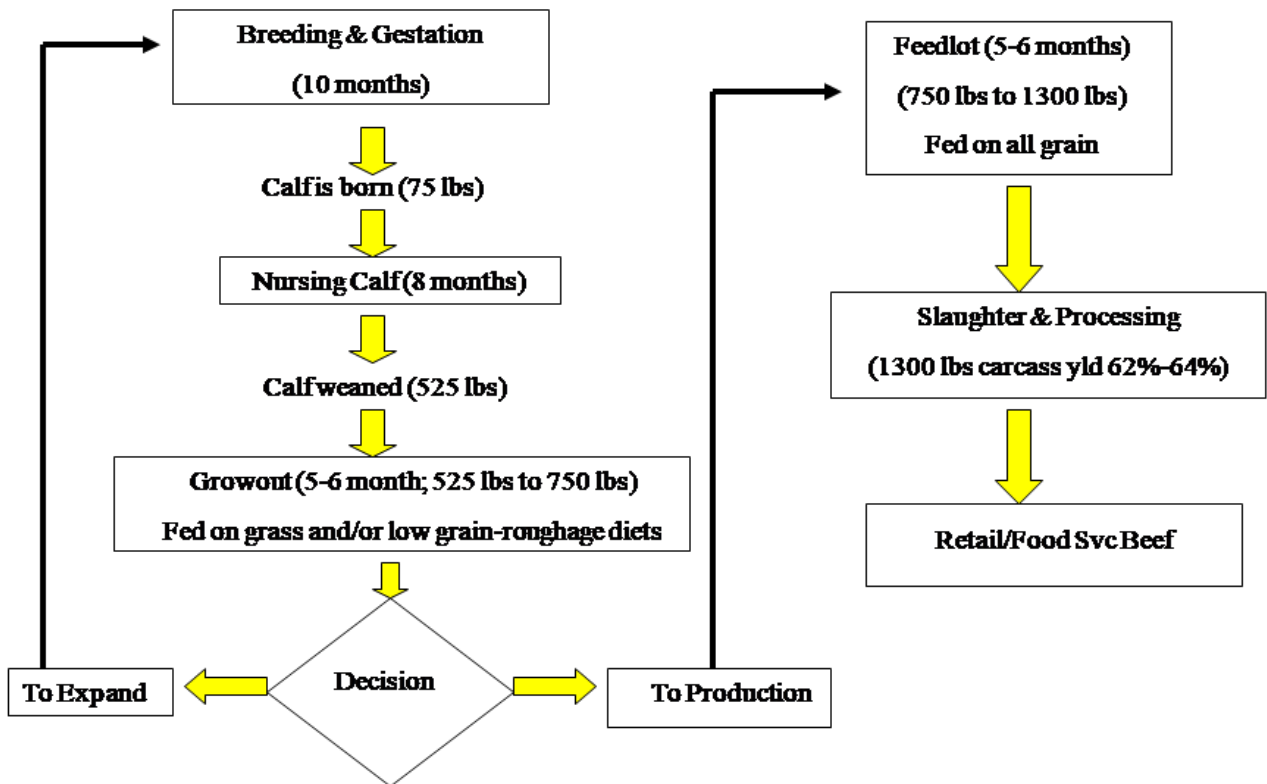 Breeding & Gestation
(10 months)
Calf is born (75 lbs)
Nursing Calf (8 months)
Calf weaned (525 lbs)
Growout (5-6 month; 525 lbs to 750 lbs)
Fed on grass and/or low grain-roughage diets
Decision
To Expand
To Production
Feedlot (5-6 months)
(750 lbs to 1300 lbs)
Fed on all grain
Slaughter & Processing
(1300 lbs carcass yld 62%-64%)
Retail/Food Svc Beef